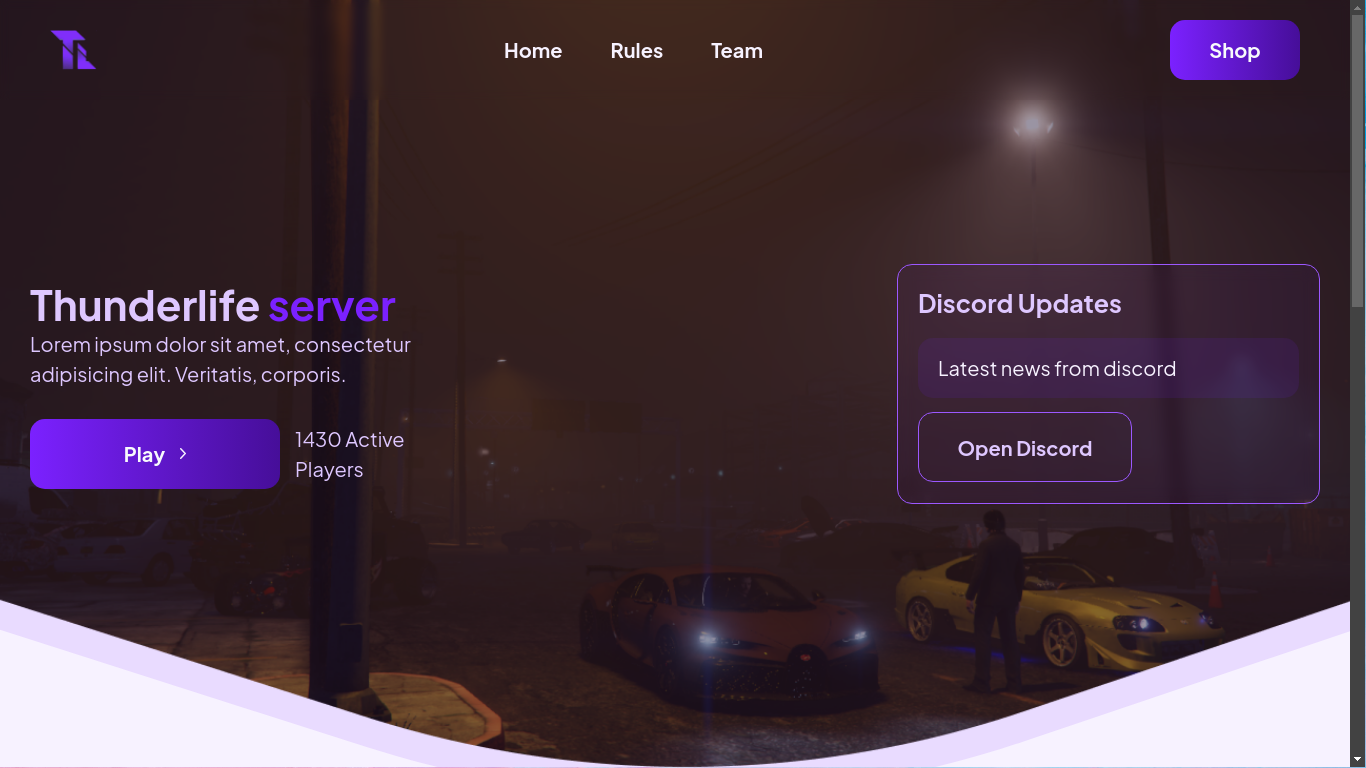 TL
Home
Rules
Team
Shop
Thunderlife server
Lorem ipsum dolor sit amet, consectetur
adipisicing elit. Veritatis, corporis.
Play
1430 Active
Players
Discord Updates
Latest news from discord
Open Discord